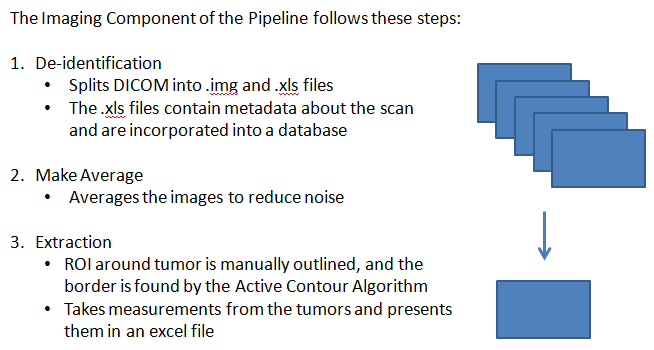 The Imaging Component of the Pipeline follows these steps:
1. De-identification
• Splits DICOM into .img and .xls files
• The .xls files contain metadata about the scan
and are incorporated into a database
2. Make Average
• Averages the images to reduce noise
3. Extraction
• ROI around tumor is manually outlined, and the
border is found by the Active Contour Algorithm
• Takes measurements from the tumors and presents
them in an excel file